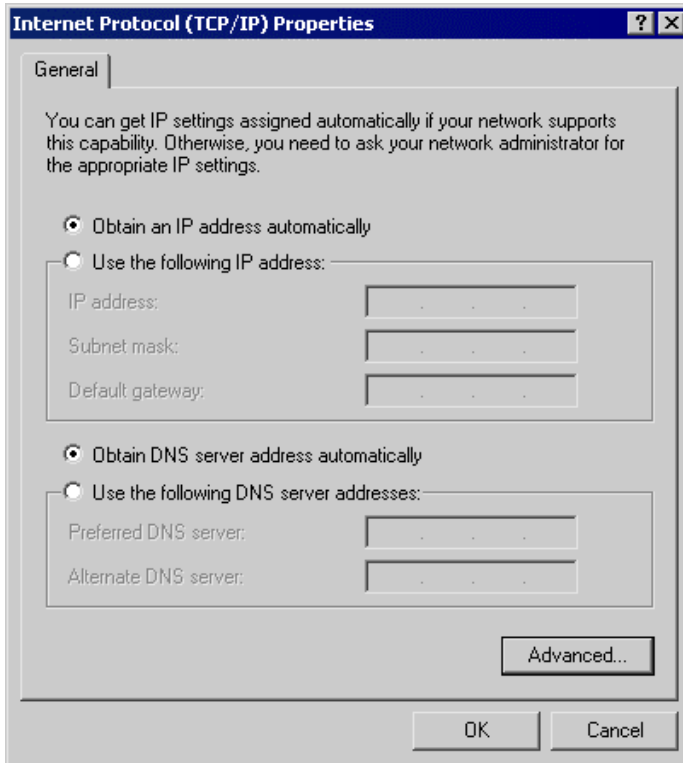 Internet Protocol (TCP/IP) Properties
General
You can get IP settings assigned automatically if your network supports
this capability. Otherwise, you need to ask your network administrator for
the appropriate IP settings.
Obtain an IP address automatically
Use the following IP address:
IP address:
Subnet mask:
Default gateway:
Obtain DNS server address automatically
Use the following DNS server addresses:
Preferred DNS server:
Alternate DNS server:
Advanced...
OK Cancel